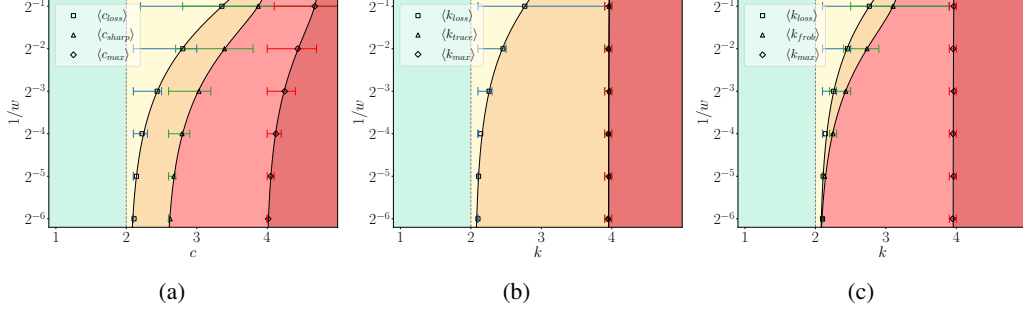 2⁻¹
2⁻²
2⁻³
2⁻⁴
2⁻⁵
2⁻⁶
1/w
⟨c_loss⟩
⟨c_sharp⟩
⟨c_max⟩
1 2 3 4
c
(a)
2⁻¹
2⁻²
2⁻³
2⁻⁴
2⁻⁵
2⁻⁶
1/w
⟨k_loss⟩
⟨k_trace⟩
⟨k_max⟩
1 2 3 4
k
(b)
2⁻¹
2⁻²
2⁻³
2⁻⁴
2⁻⁵
2⁻⁶
1/w
⟨k_loss⟩
⟨k_frob⟩
⟨k_max⟩
1 2 3 4
k
(c)